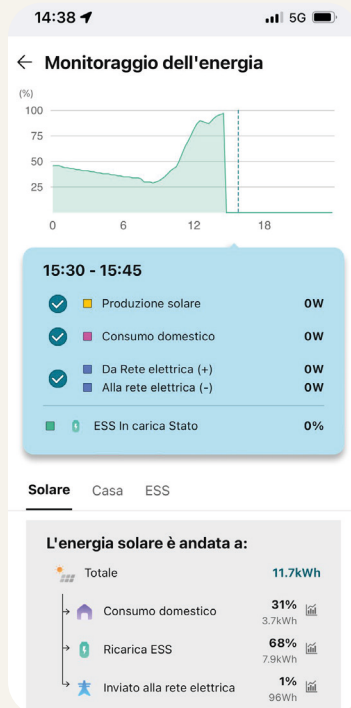 14:38 5G
← Monitoraggio dell'energia
(%)
100
75
50
25
0 6 12 18
15:30 - 15:45
Produzione solare 0W
Consumo domestico 0W
Da Rete elettrica (+) 0W
Alla rete elettrica (-) 0W
ESS In carica Stato 0%
Solare Casa ESS
L'energia solare è andata a:
Totale 11.7kWh
Consumo domestico 31%
3.7kWh
Ricarica ESS 68%
7.9kWh
Inviato alla rete elettrica 1%
96Wh